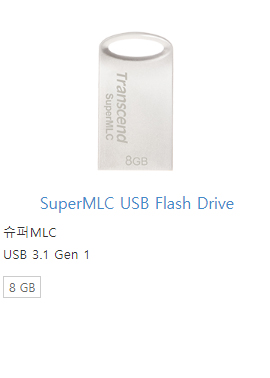 Transcend
SuperMLC
8GB
SuperMLC USB Flash Drive
슈퍼MLC
USB 3.1 Gen 1
8 GB